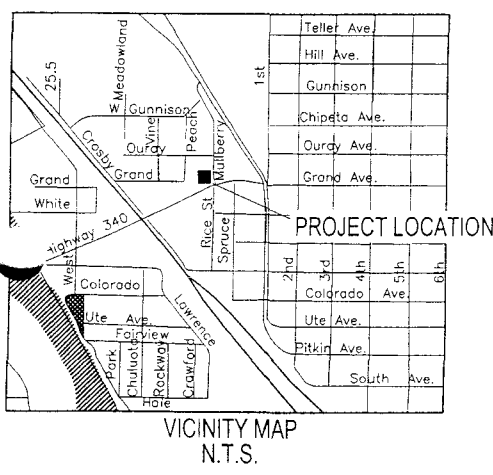 Teller Ave.
Hill Ave.
Gunnison
Chipeta Ave.
Ouray Ave.
Grand Ave.
1st
25.5
Meadowland
W Gunnison
Vine
Peach
Ouray
Mulberry
Grand
Crosby
Grand
White
Highway 340
West
Rice St
Spruce
PROJECT LOCATION
2nd
3rd
4th
5th
6th
Colorado
Colorado Ave.
Lawrence
Ute Ave.
Ute Ave.
Fairview
Pitkin Ave.
Park
Chuluota
Rockway
Crawford
South Ave.
Hale
VICINITY MAP
N.T.S.